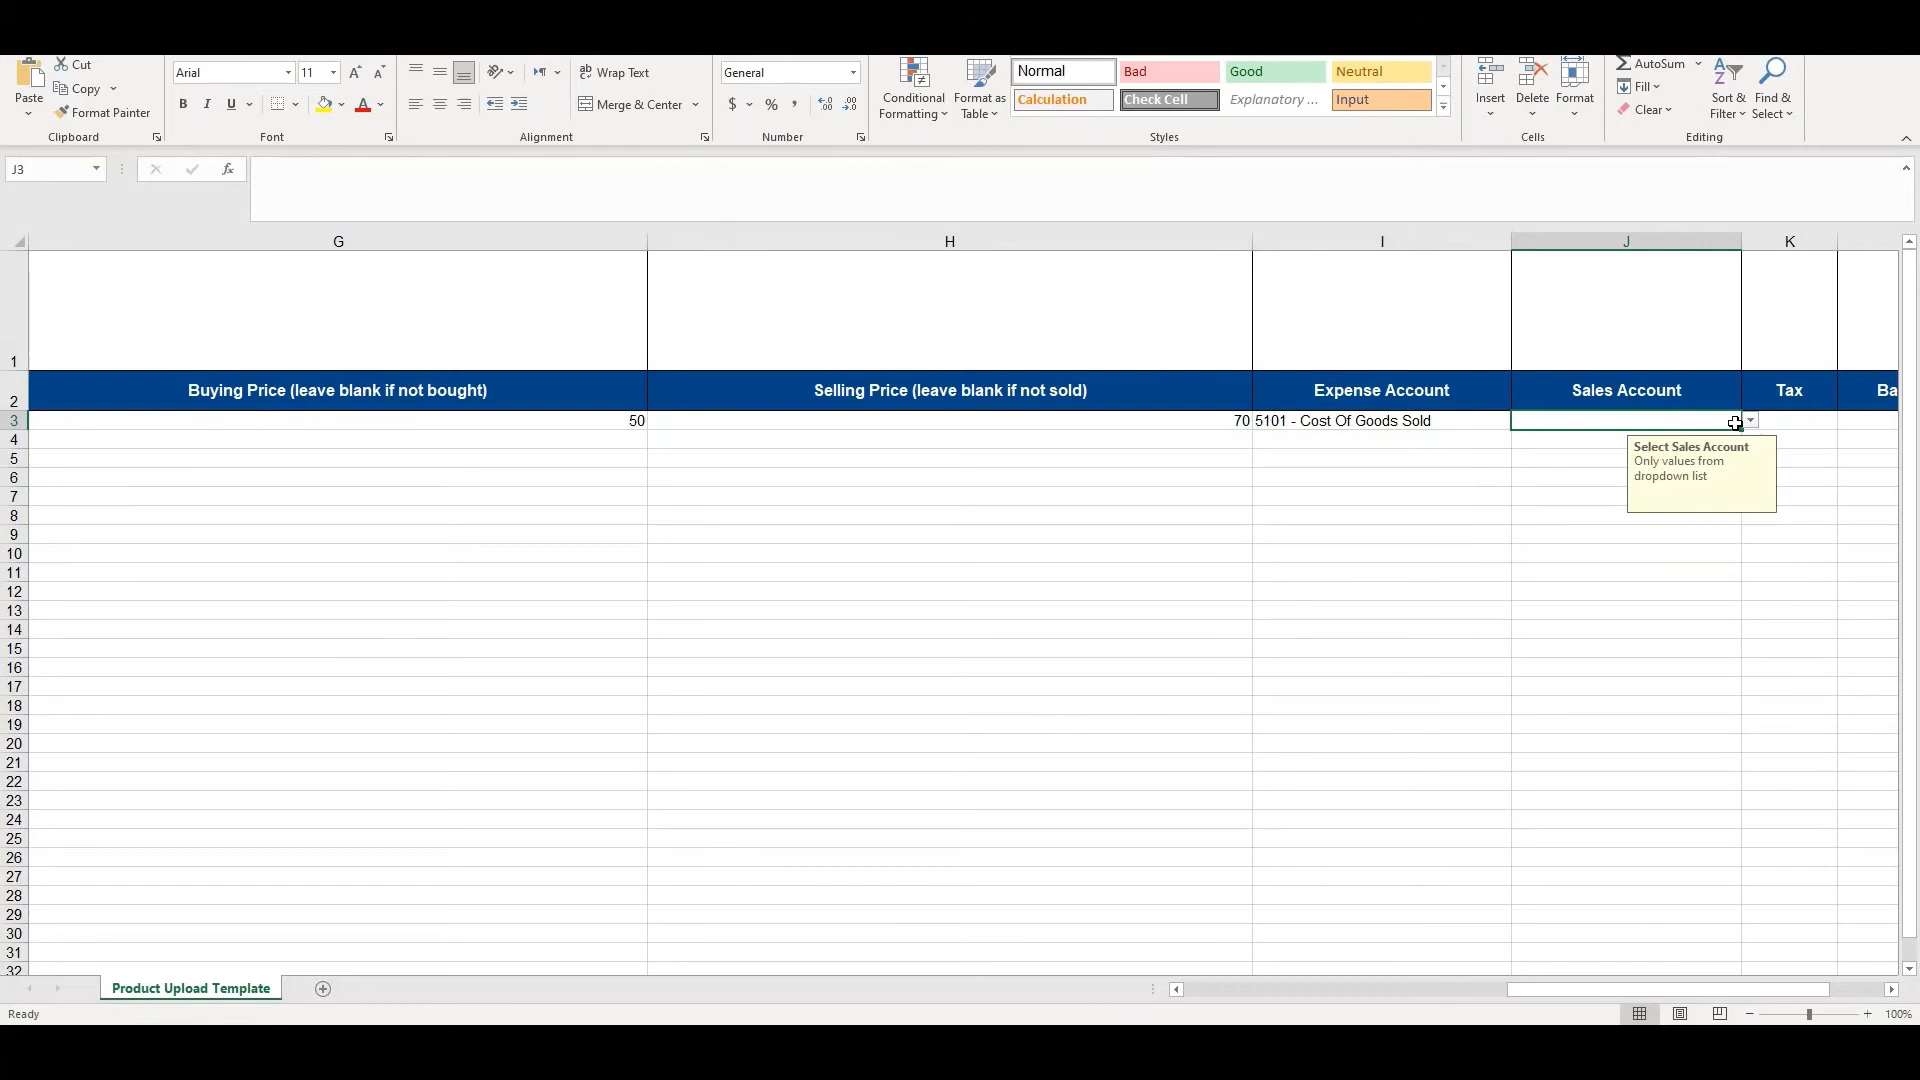 Cut
Copy
Format Painter
Paste
Clipboard
Arial
11
B I U
Font
Wrap Text
Merge & Center
Alignment
General
$ % ,
Number
Conditional Formatting
Format as Table
Normal
Bad
Good
Neutral
Calculation
Check Cell
Explanatory ...
Input
Styles
Insert
Delete
Format
Cells
AutoSum
Fill
Clear
Sort & Filter
Find & Select
Editing
J3
fx
G H I J K
1
2 Buying Price (leave blank if not bought) Selling Price (leave blank if not sold) Expense Account Sales Account Tax Ba
3 50 70 5101 - Cost Of Goods Sold
Select Sales Account
Only values from
dropdown list
4
5
6
7
8
9
10
11
12
13
14
15
16
17
18
19
20
21
22
23
24
25
26
27
28
29
30
31
32
Product Upload Template
Ready
100%